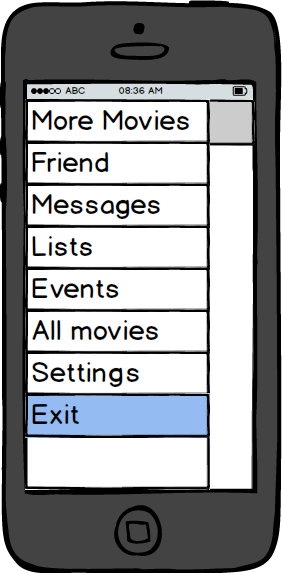 ABC 08:36 AM
More Movies
Friend
Messages
Lists
Events
All movies
Settings
Exit